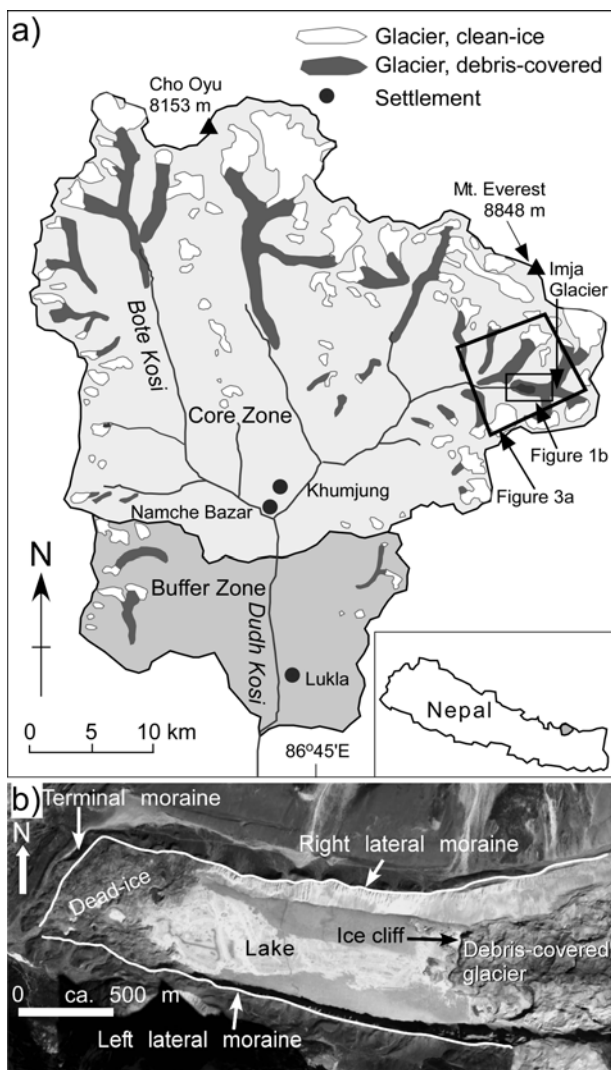 a)
Glacier, clean-ice
Glacier, debris-covered
Settlement
Cho Oyu
8153 m
Mt. Everest
8848 m
Imja
Glacier
Bote Kosi
Core Zone
Figure 1b
Figure 3a
Khumjung
Namche Bazar
N
Buffer Zone
Dudh Kosi
Lukla
0 5 10 km
86º45'E
Nepal
b)
Terminal moraine
N
Right lateral moraine
Dead-ice
Ice cliff
Lake
Debris-covered
glacier
0 ca. 500 m
Left lateral moraine